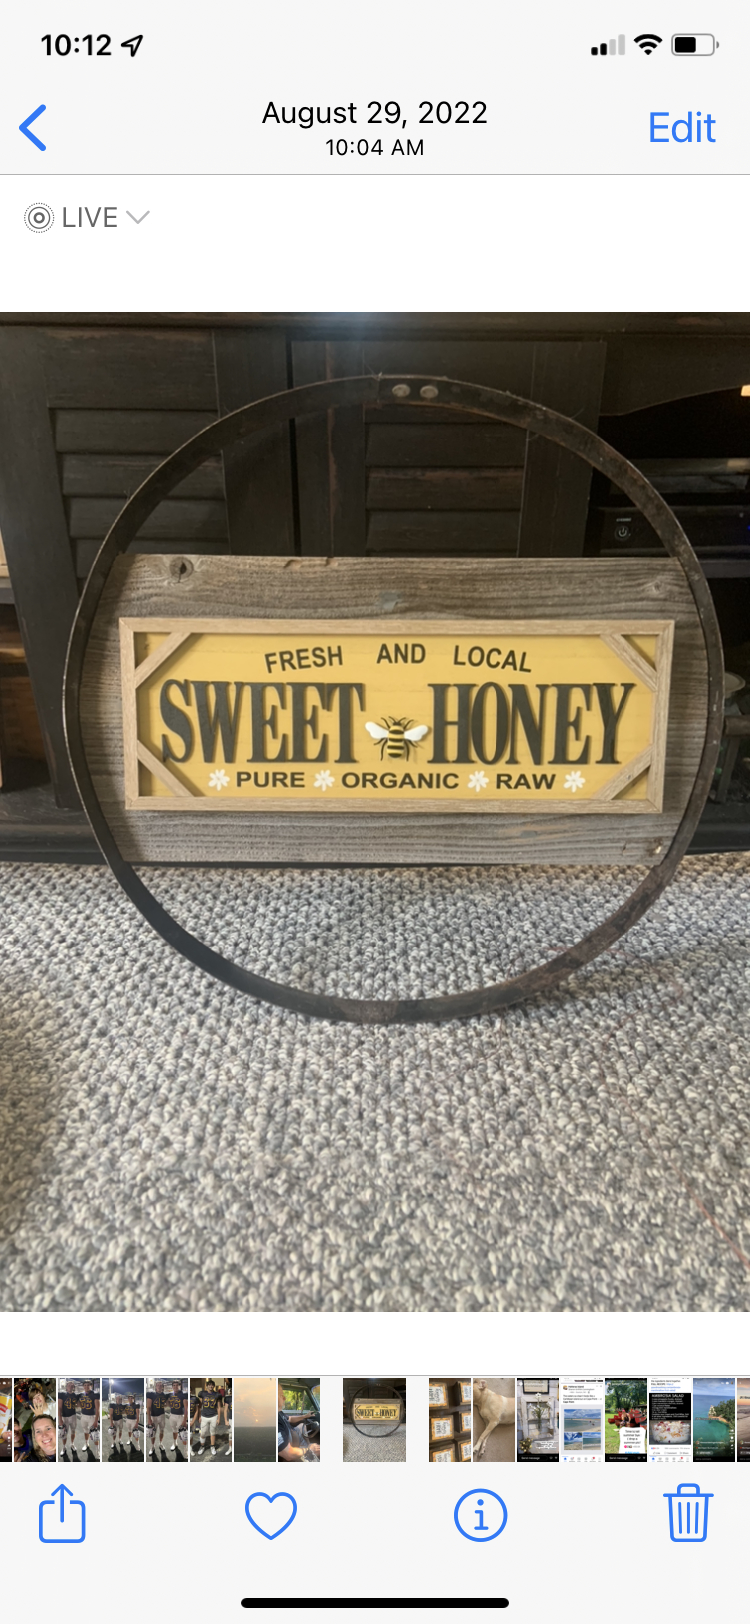 10:12
August 29, 2022
Edit
10:04 AM
LIVE
FRESH AND LOCAL
SWEET HONEY
PURE ORGANIC RAW